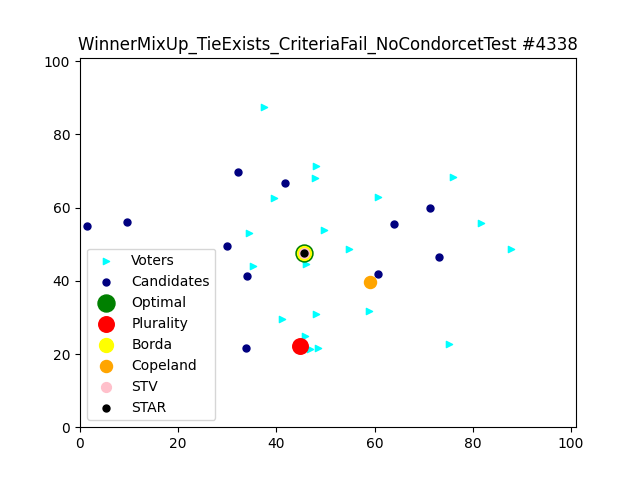 WinnerMixUp_TieExists_CriteriaFail_NoCondorcetTest #4338
100
80
60
40
20
0
Voters
Candidates
Optimal
Plurality
Borda
Copeland
STV
STAR
0 20 40 60 80 100